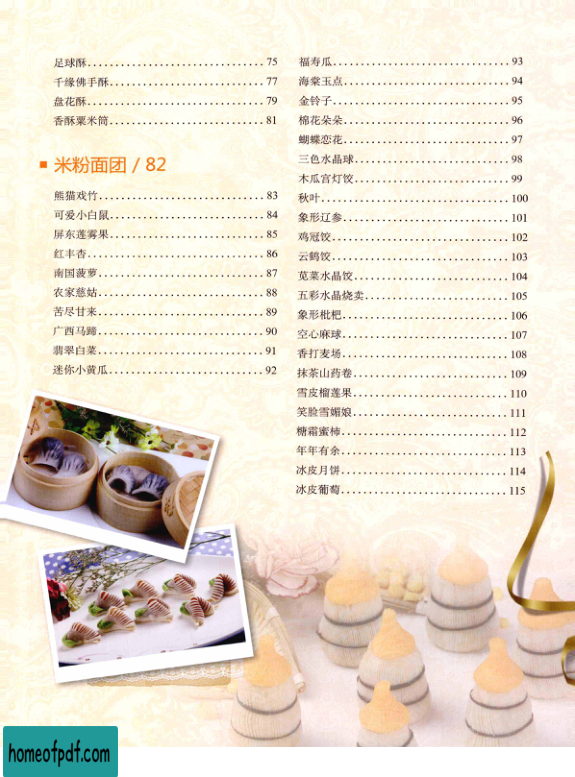 足球酥 75
千缘佛手酥 77
盘花酥 79
香酥粟米筒 81
米粉面团 / 82
熊猫戏竹 83
可爱小白鼠 84
屏东莲雾果 85
红丰杏 86
南国菠萝 87
农家慈姑 88
苦尽甘来 89
广西马蹄 90
翡翠白菜 91
迷你小黄瓜 92
福寿瓜 93
海棠玉点 94
金铃子 95
棉花朵朵 96
蝴蝶恋花 97
三色水晶球 98
木瓜宫灯饺 99
秋叶 100
象形辽参 101
鸡冠饺 102
云鹤饺 103
苋菜水晶饺 104
五彩水晶烧卖 105
象形枇杷 106
空心麻球 107
香打麦场 108
抹茶山药卷 109
雪皮榴莲果 110
笑脸雪媚娘 111
糖霜蜜柿 112
年年有余 113
冰皮月饼 114
冰皮葡萄 115
homeofpdf.com